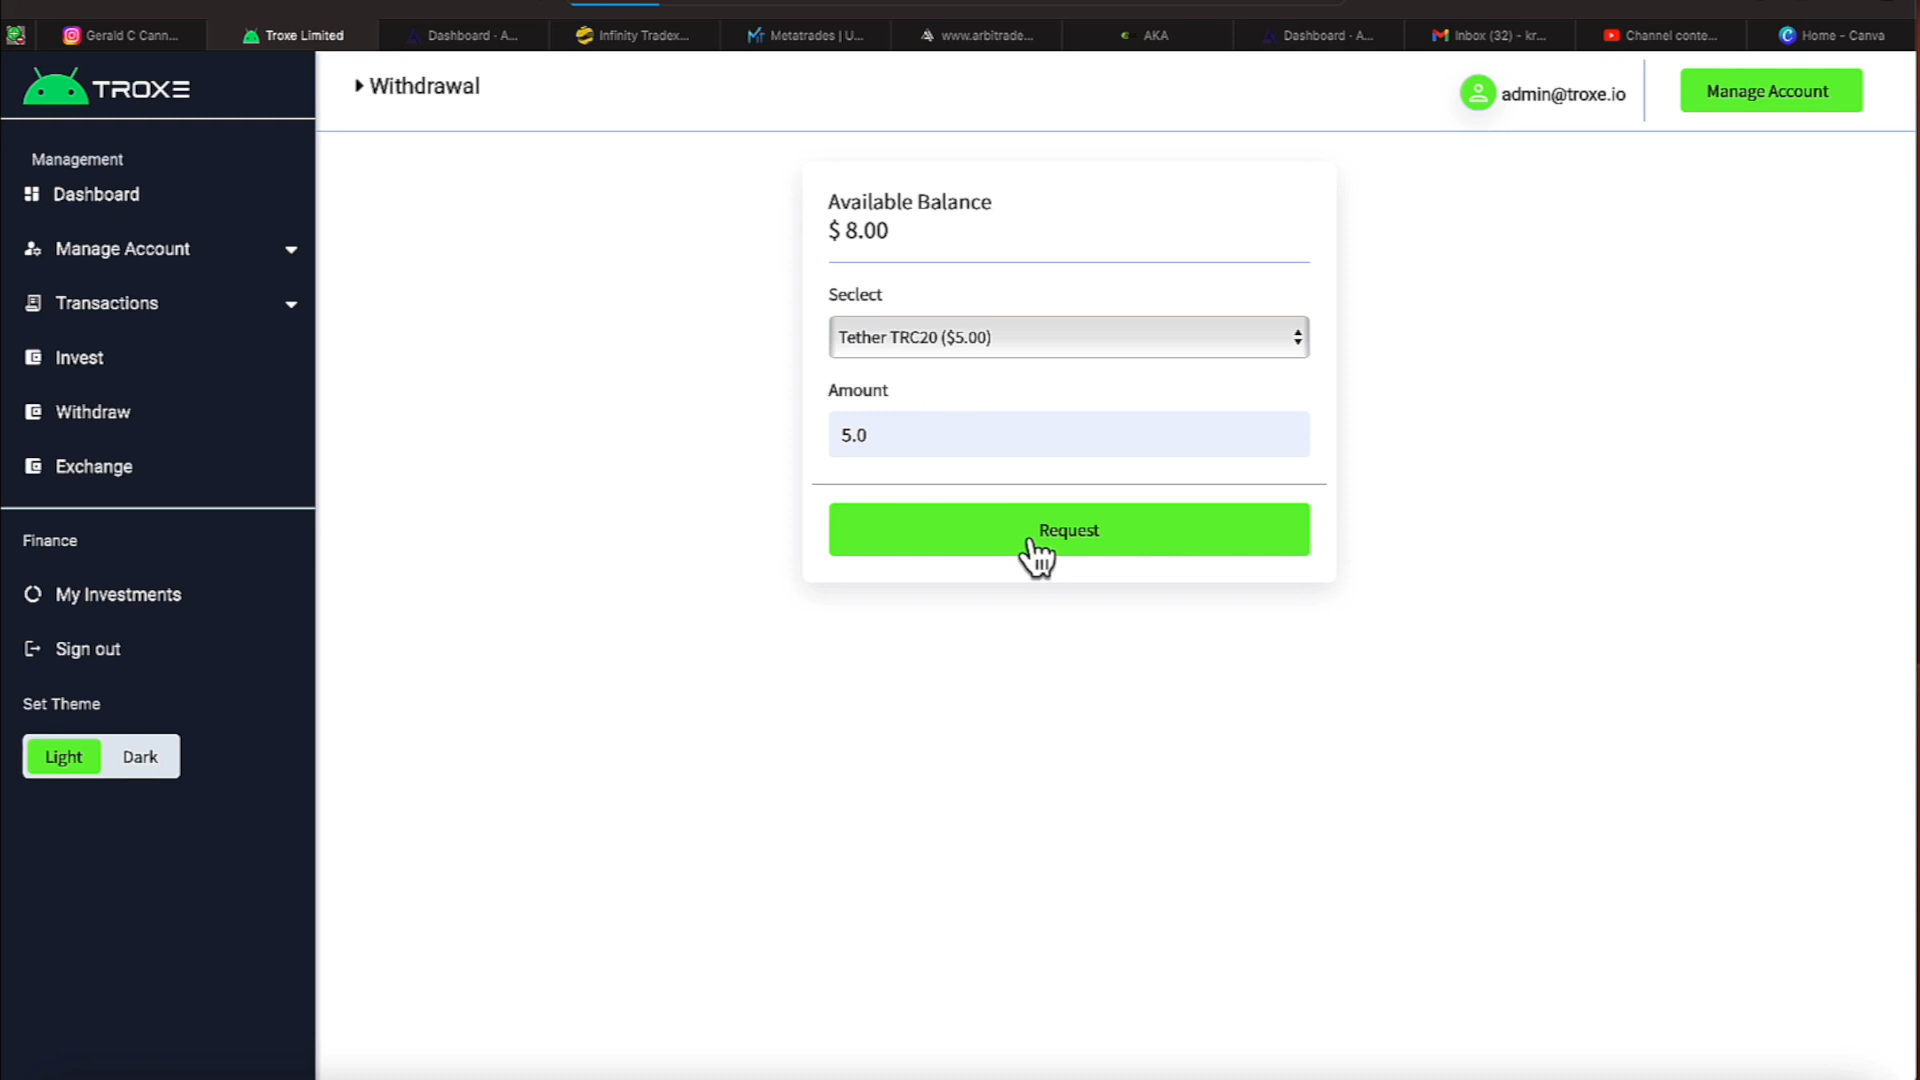 Gerald C Cann...
Troxe Limited
Dashboard - A...
Infinity Tradex...
Metatrades | U...
www.arbitrade...
AKA
Dashboard - A...
Inbox (32) - kr...
Channel conte...
Home - Canva
TROXE
Withdrawal
admin@troxe.io
Manage Account
Management
Dashboard
Manage Account
Transactions
Invest
Withdraw
Exchange
Finance
My Investments
Sign out
Set Theme
Light
Dark
Available Balance
$ 8.00
Seclect
Tether TRC20 ($5.00)
Amount
5.0
Request